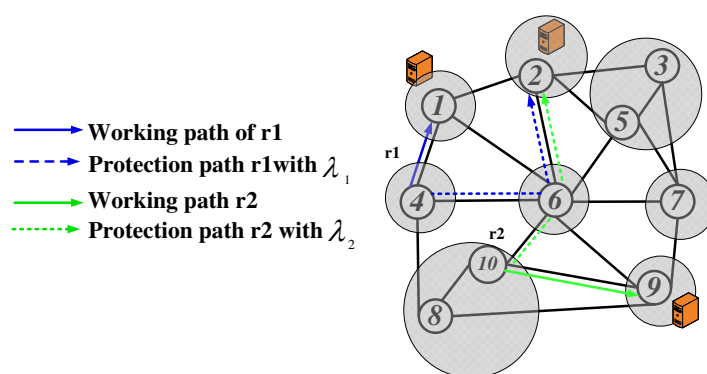 Working path of r1
Protection path r1with λ1
Working path r2
Protection path r2 with λ2
2
3
1
5
r1
4
6
7
r2
10
9
8